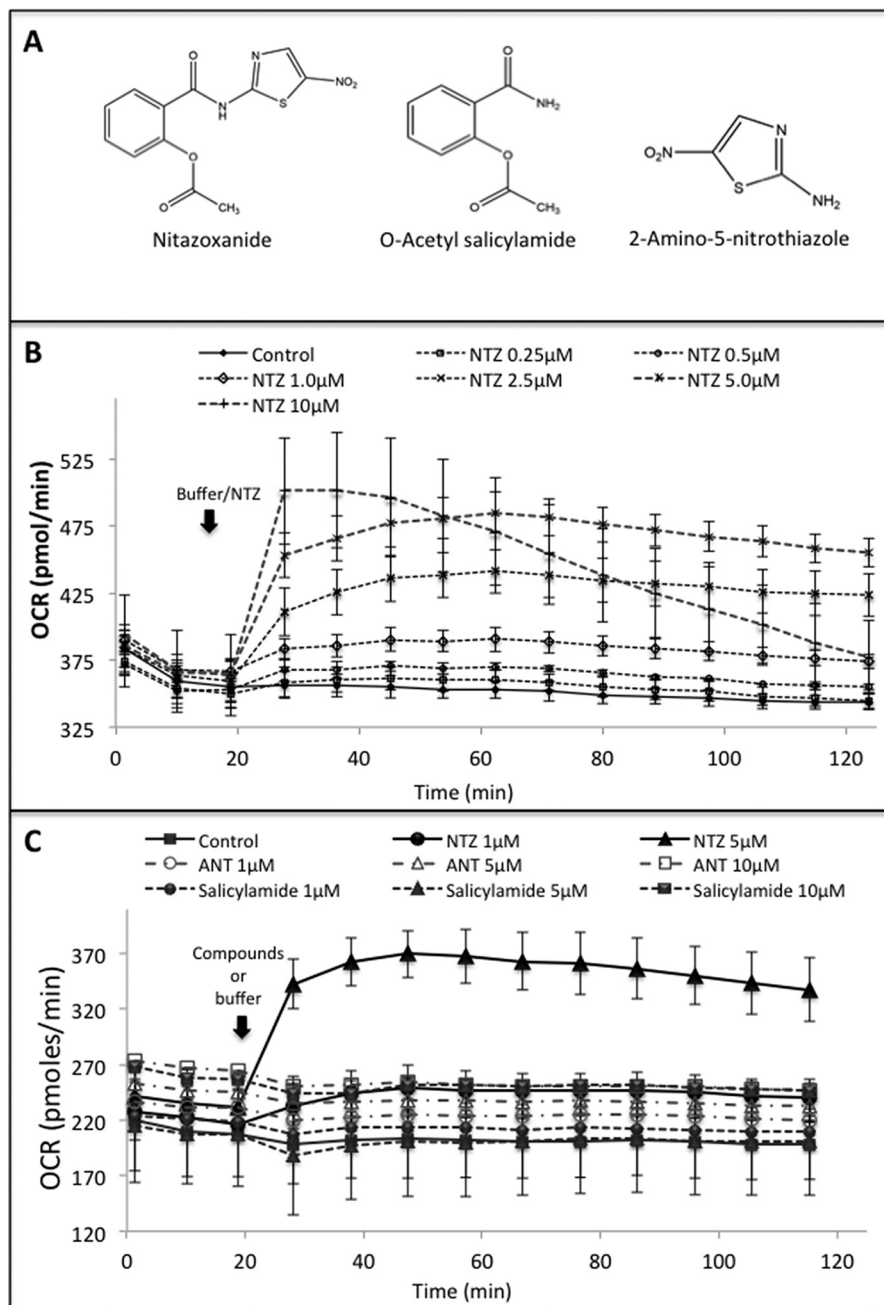 A
O
N
NO₂
N
H
S
O
O
CH₃
Nitazoxanide
O
NH₂
O
O
CH₃
O-Acetyl salicylamide
N
O₂N
S
NH₂
2-Amino-5-nitrothiazole
B
Control
NTZ 0.25µM
NTZ 0.5µM
NTZ 1.0µM
NTZ 2.5µM
NTZ 5.0µM
NTZ 10µM
OCR (pmol/min)
525
475
425
375
325
Buffer/NTZ
0
20
40
60
80
100
120
Time (min)
C
Control
NTZ 1µM
NTZ 5µM
ANT 1µM
ANT 5µM
ANT 10µM
Salicylamide 1µM
Salicylamide 5µM
Salicylamide 10µM
OCR (pmoles/min)
370
320
270
220
170
120
Compounds
or
buffer
0
20
40
60
80
100
120
Time (min)